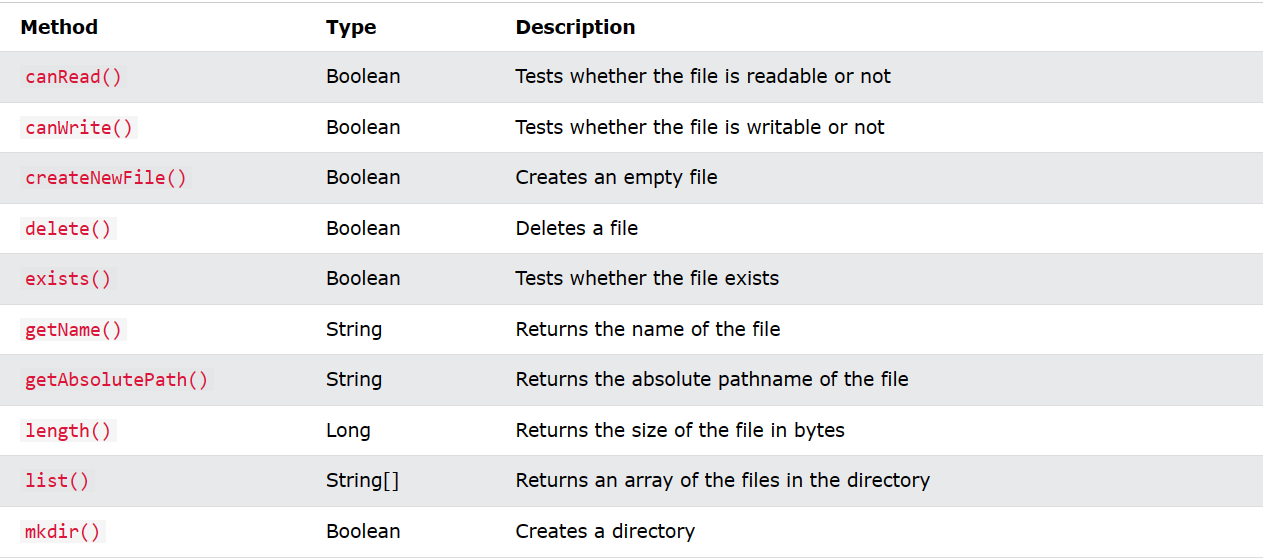 Method Type Description
canRead() Boolean Tests whether the file is readable or not
canWrite() Boolean Tests whether the file is writable or not
createNewFile() Boolean Creates an empty file
delete() Boolean Deletes a file
exists() Boolean Tests whether the file exists
getName() String Returns the name of the file
getAbsolutePath() String Returns the absolute pathname of the file
length() Long Returns the size of the file in bytes
list() String[] Returns an array of the files in the directory
mkdir() Boolean Creates a directory